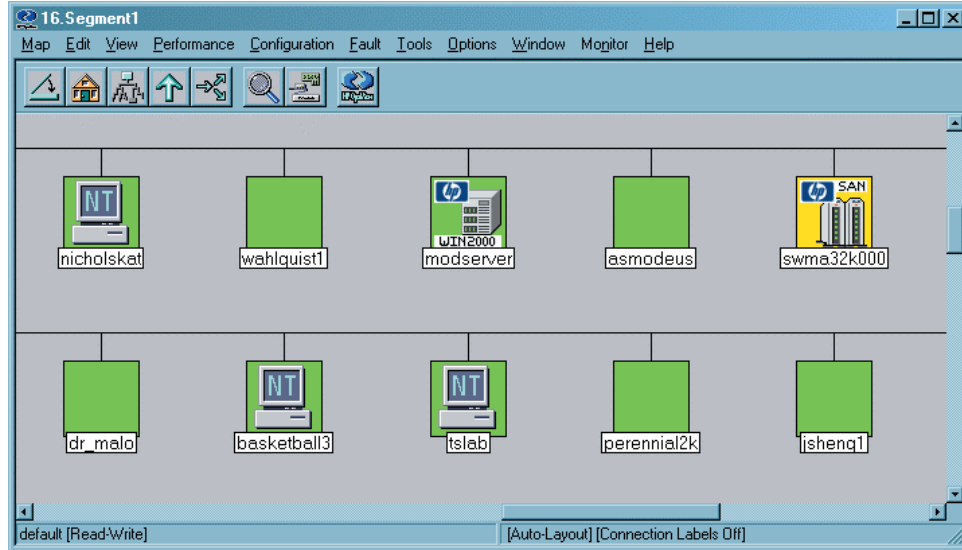 16.Segment1
Map Edit View Performance Configuration Fault Tools Options Window Monitor Help
NT
hp
WIN2000
hp SAN
nicholskat wahlquist1 modserver asmodeus swma32k000
NT NT
dr_malo basketball3 tslab perennial2k jshenq1
default [Read-Write] [Auto-Layout] [Connection Labels Off]